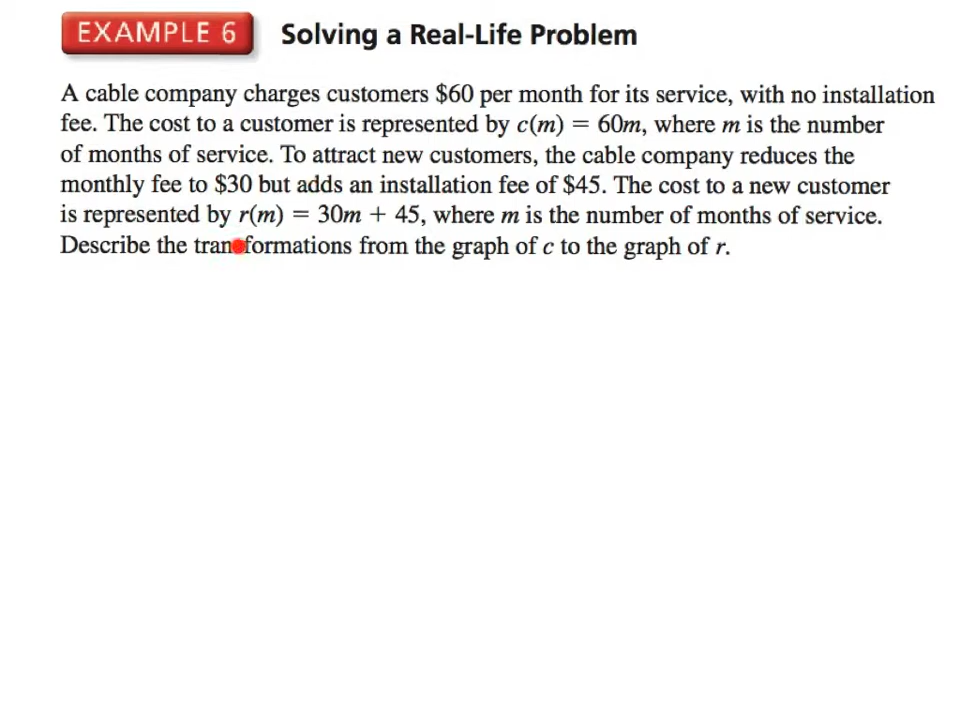 EXAMPLE 6 Solving a Real-Life Problem
A cable company charges customers $60 per month for its service, with no installation
fee. The cost to a customer is represented by c(m) = 60m, where m is the number
of months of service. To attract new customers, the cable company reduces the
monthly fee to $30 but adds an installation fee of $45. The cost to a new customer
is represented by r(m) = 30m + 45, where m is the number of months of service.
Describe the transformations from the graph of c to the graph of r.